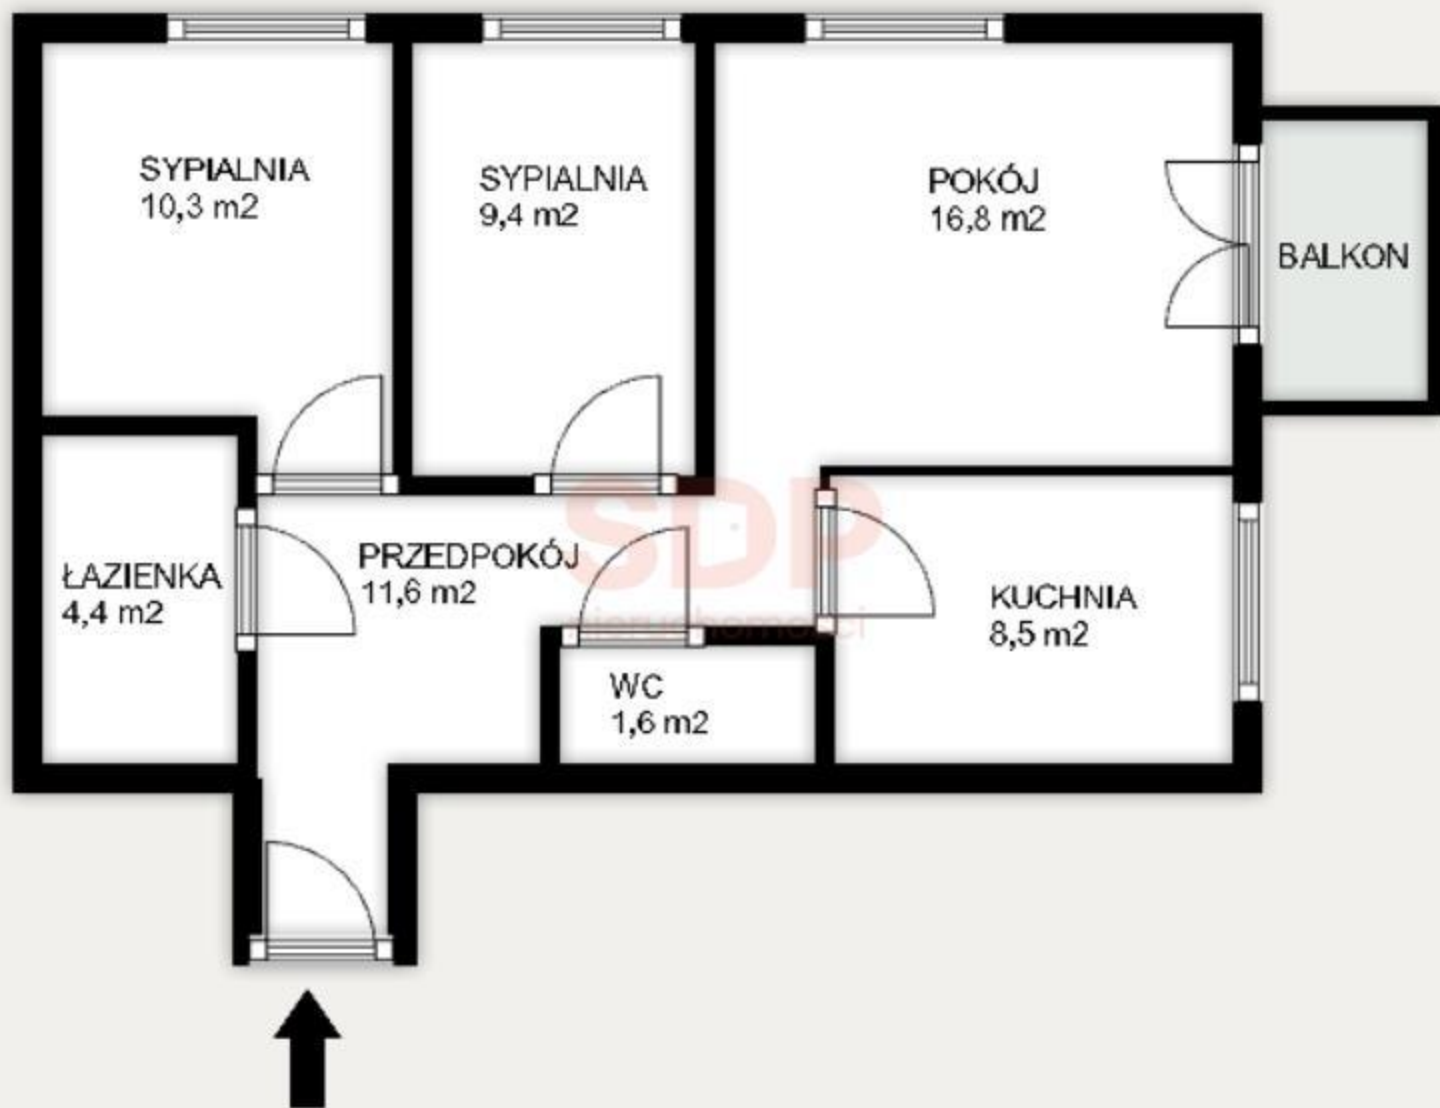 SYPIALNIA
10,3 m2
SYPIALNIA
9,4 m2
POKÓJ
16,8 m2
BALKON
ŁAZIENKA
4,4 m2
PRZEDPOKÓJ
11,6 m2
SDP
nieruchomości
KUCHNIA
8,5 m2
WC
1,6 m2